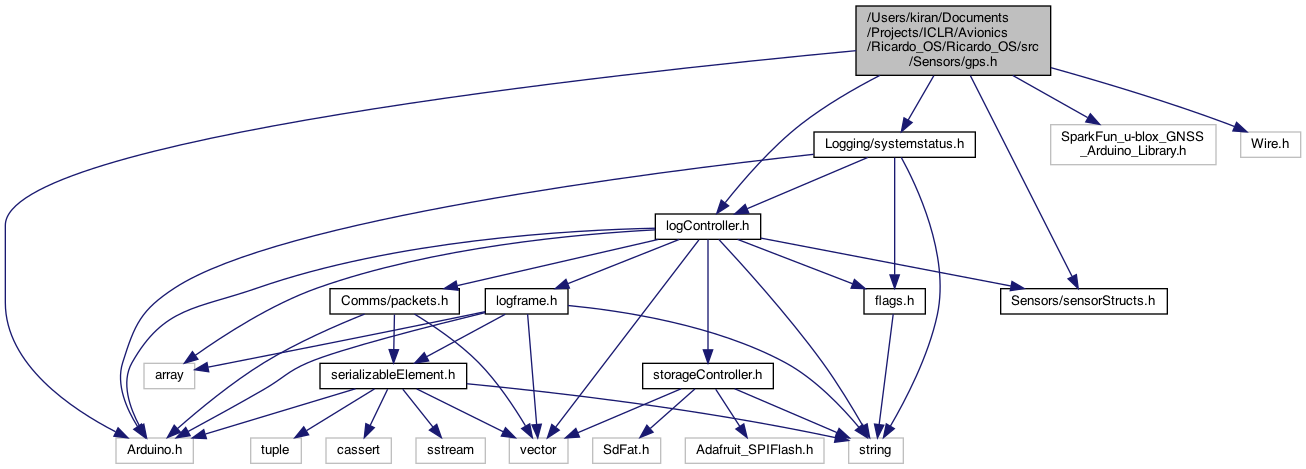 /Users/kiran/Documents
/Projects/ICLR/Avionics
/Ricardo_OS/Ricardo_OS/src
/Sensors/gps.h
SparkFun_u-blox_GNSS
_Arduino_Library.h
Wire.h
Logging/systemstatus.h
logController.h
Comms/packets.h
logframe.h
flags.h
Sensors/sensorStructs.h
array
serializableElement.h
storageController.h
Arduino.h
tuple
cassert
sstream
vector
SdFat.h
Adafruit_SPIFlash.h
string